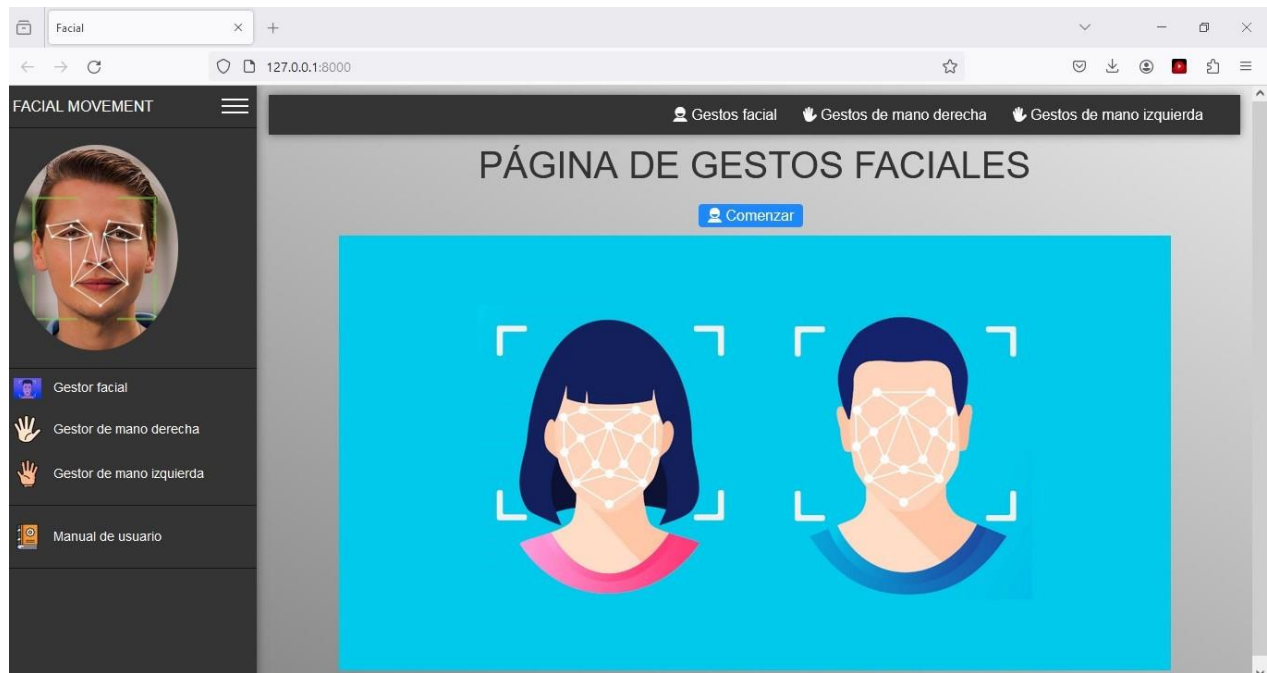 Facial
127.0.0.1:8000
FACIAL MOVEMENT
Gestos facial
Gestos de mano derecha
Gestos de mano izquierda
PÁGINA DE GESTOS FACIALES
Comenzar
Gestor facial
Gestor de mano derecha
Gestor de mano izquierda
Manual de usuario